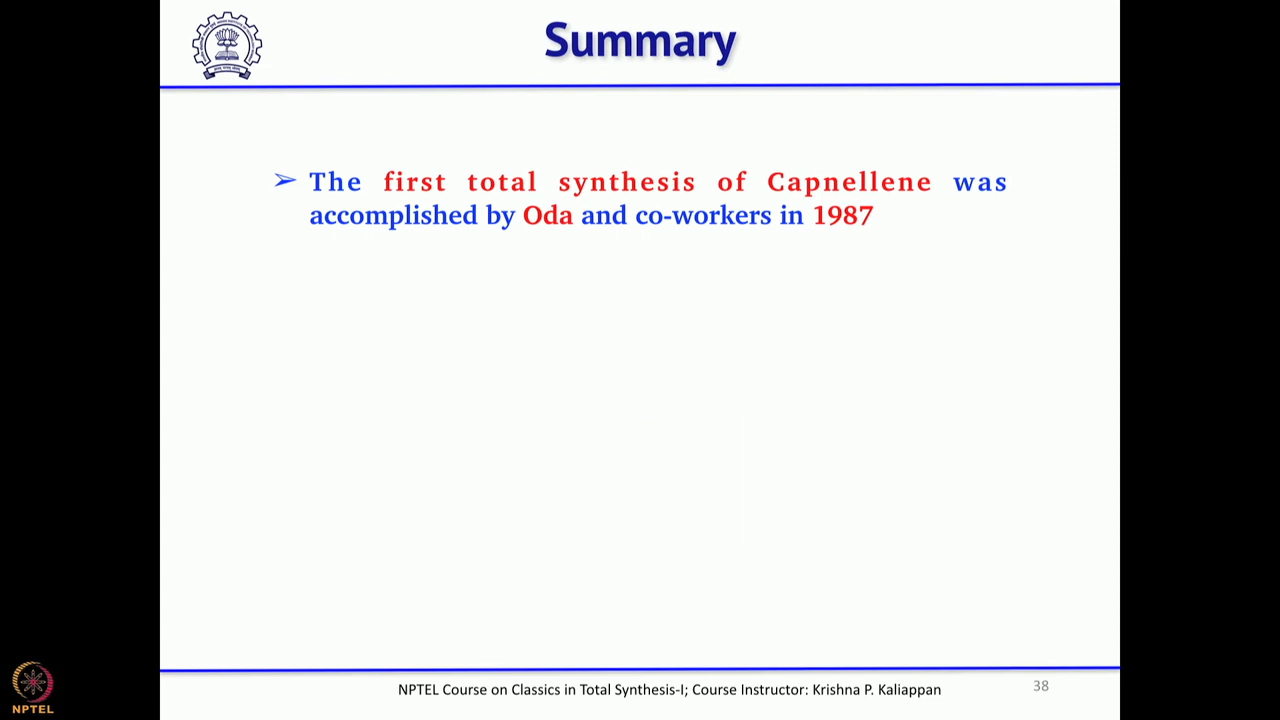 Summary
➢ The first total synthesis of Capnellene was
accomplished by Oda and co-workers in 1987
NPTEL Course on Classics in Total Synthesis-I; Course Instructor: Krishna P. Kaliappan
38
NPTEL